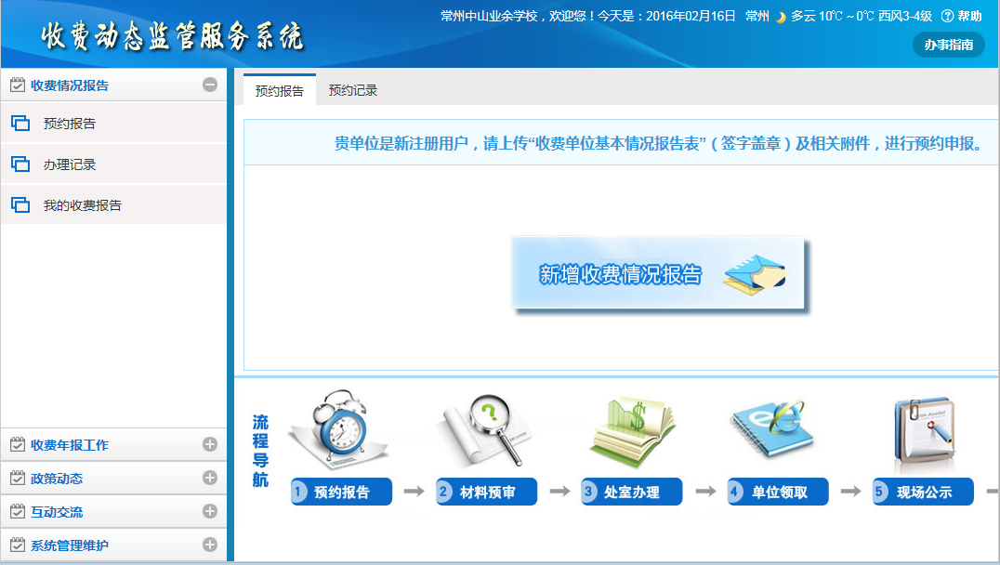 收费动态监管服务系统
常州中山业余学校，欢迎您！今天是：2016年02月16日 常州 多云 10℃ ~ 0℃ 西风3-4级 帮助
办事指南
收费情况报告
预约报告
办理记录
我的收费报告
收费年报工作
政策动态
互动交流
系统管理维护
预约报告 预约记录
贵单位是新注册用户，请上传“收费单位基本情况报告表”（签字盖章）及相关附件，进行预约申报。
新增收费情况报告
流程导航
1 预约报告
2 材料预审
3 处室办理
4 单位领取
5 现场公示